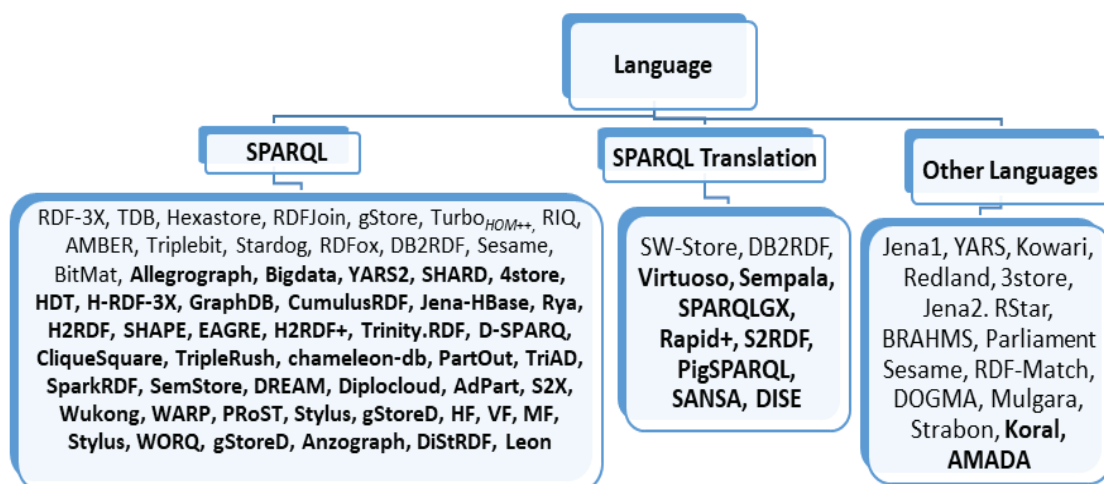 Language
SPARQL
RDF-3X, TDB, Hexastore, RDFJoin, gStore, TurboHOM++, RIQ,
AMBER, Triplebit, Stardog, RDFox, DB2RDF, Sesame,
BitMat, Allegrograph, Bigdata, YARS2, SHARD, 4store,
HDT, H-RDF-3X, GraphDB, CumulusRDF, Jena-HBase, Rya,
H2RDF, SHAPE, EAGRE, H2RDF+, Trinity.RDF, D-SPARQ,
CliqueSquare, TripleRush, chameleon-db, PartOut, TriAD,
SparkRDF, SemStore, DREAM, Diplocloud, AdPart, S2X,
Wukong, WARP, PRoST, Stylus, gStoreD, HF, VF, MF,
Stylus, WORQ, gStoreD, Anzograph, DiStRDF, Leon
SPARQL Translation
SW-Store, DB2RDF,
Virtuoso, Sempala,
SPARQLGX,
Rapid+, S2RDF,
PigSPARQL,
SANSA, DISE
Other Languages
Jena1, YARS, Kowari,
Redland, 3store,
Jena2. RStar,
BRAHMS, Parliament
Sesame, RDF-Match,
DOGMA, Mulgara,
Strabon, Koral,
AMADA